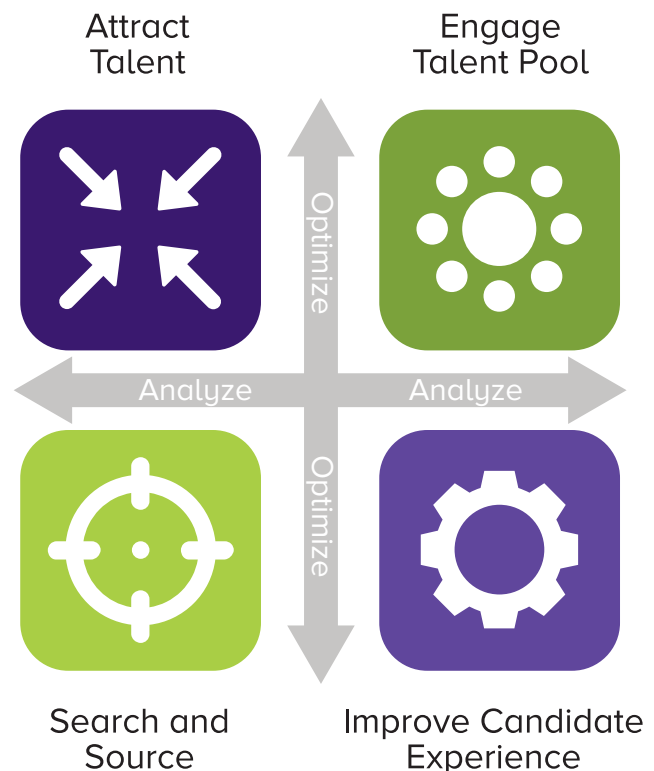 Attract
Talent
Engage
Talent Pool
Optimize
Analyze
Analyze
Optimize
Search and
Source
Improve Candidate
Experience